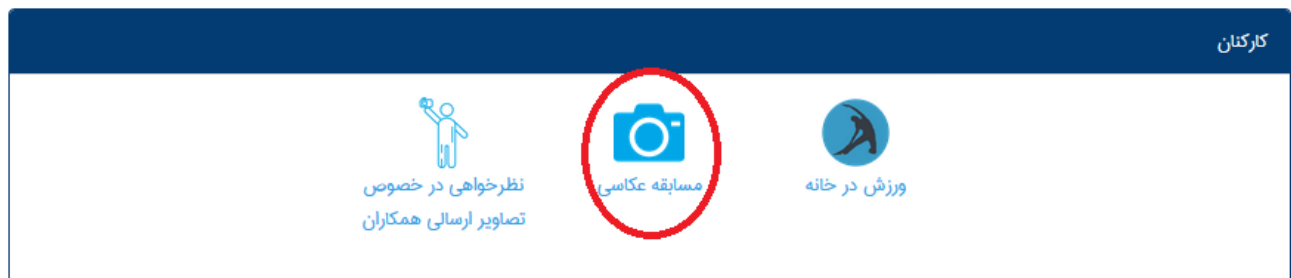 کارکنان
ورزش در خانه
مسابقه عکاسی
نظرخواهی در خصوص
تصاویر ارسالی همکاران